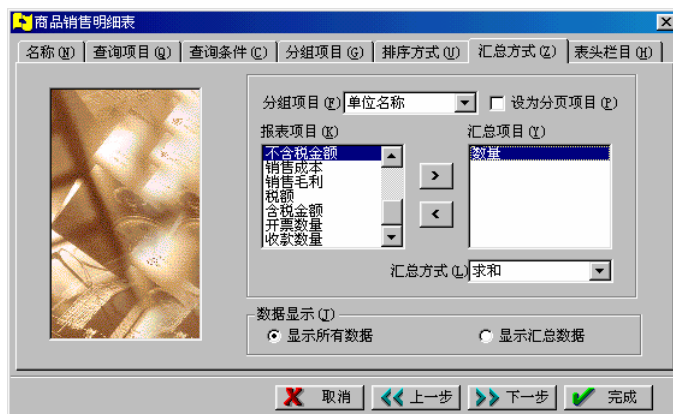 商品销售明细表
名称(N) 查询项目(Q) 查询条件(C) 分组项目(G) 排序方式(U) 汇总方式(Z) 表头栏目(H)
分组项目(F) 单位名称 设为分页项目(P)
报表项目(K) 汇总项目(Y)
不含税金额 数量
销售成本
销售毛利
税额
含税金额
开票数量
收款数量
汇总方式(L) 求和
数据显示(T)
显示所有数据 显示汇总数据
取消 上一步 下一步 完成